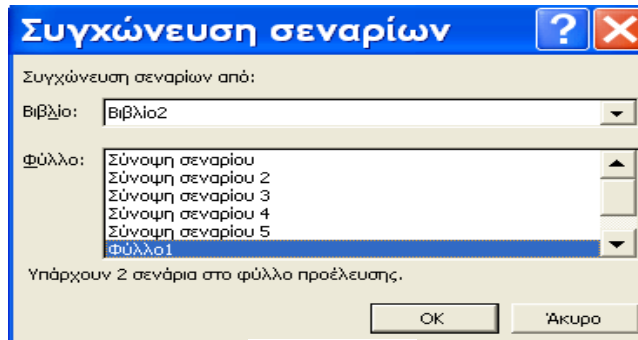 Συγχώνευση σεναρίων
Συγχώνευση σεναρίων από:
Βιβλίο: Βιβλίο2
Φύλλο: Σύνοψη σεναρίου
Σύνοψη σεναρίου 2
Σύνοψη σεναρίου 3
Σύνοψη σεναρίου 4
Σύνοψη σεναρίου 5
Φύλλο1
Υπάρχουν 2 σενάρια στο φύλλο προέλευσης.
OK Άκυρο